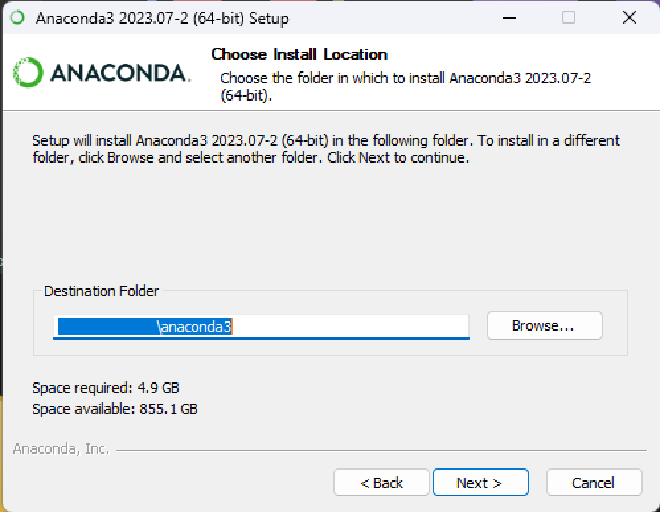 Anaconda3 2023.07-2 (64-bit) Setup
ANACONDA.
Choose Install Location
Choose the folder in which to install Anaconda3 2023.07-2
(64-bit).
Setup will install Anaconda3 2023.07-2 (64-bit) in the following folder. To install in a different
folder, click Browse and select another folder. Click Next to continue.
Destination Folder
\anaconda3
Browse...
Space required: 4.9 GB
Space available: 855.1 GB
Anaconda, Inc.
< Back
Next >
Cancel